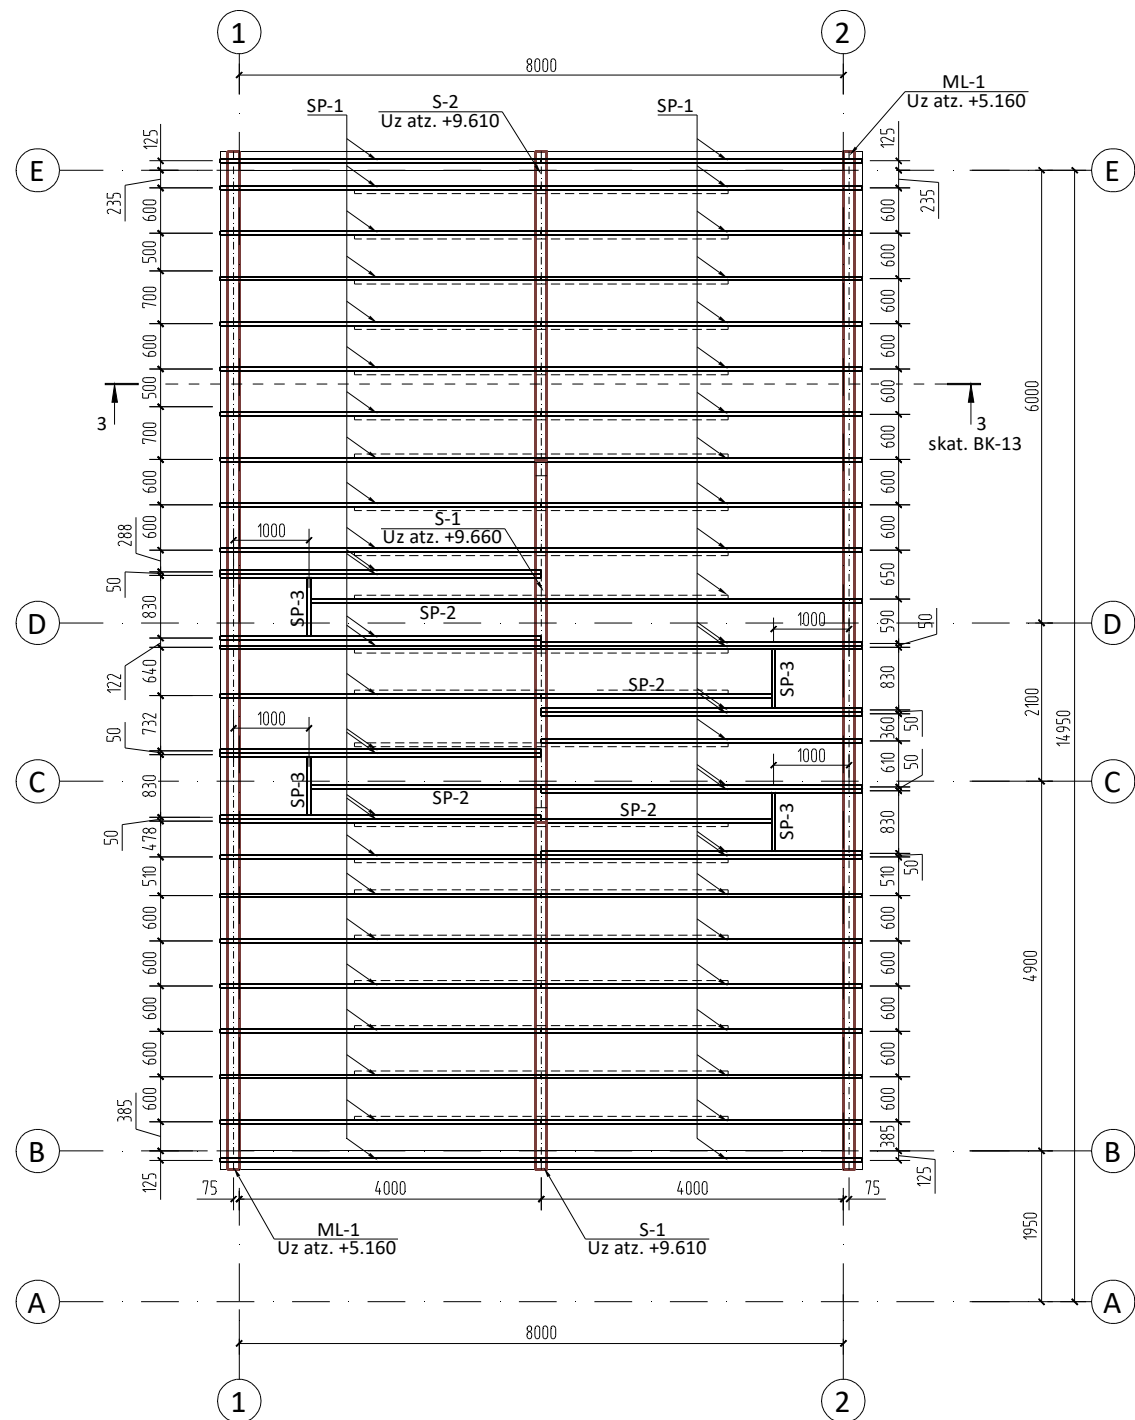 1
2
8000
ML-1
Uz atz. +5.160
SP-1
S-2
Uz atz. +9.610
SP-1
125
125
E
E
235
235
600
500
700
600
500
700
600
600
288
50
830
122
640
732
50
830
50
478
510
600
600
600
600
600
385
125
600
600
600
600
600
600
600
600
650
590
50
830
50
360
610
50
830
50
510
600
600
600
600
600
385
125
6000
2100
14950
4900
1950
3
3
skat. BK-13
S-1
Uz atz. +9.660
1000
SP-3
SP-2
D
D
1000
SP-3
SP-2
1000
C
C
SP-3
SP-2
1000
SP-3
SP-2
B
B
75
4000
4000
75
ML-1
Uz atz. +5.160
S-1
Uz atz. +9.610
A
A
8000
1
2